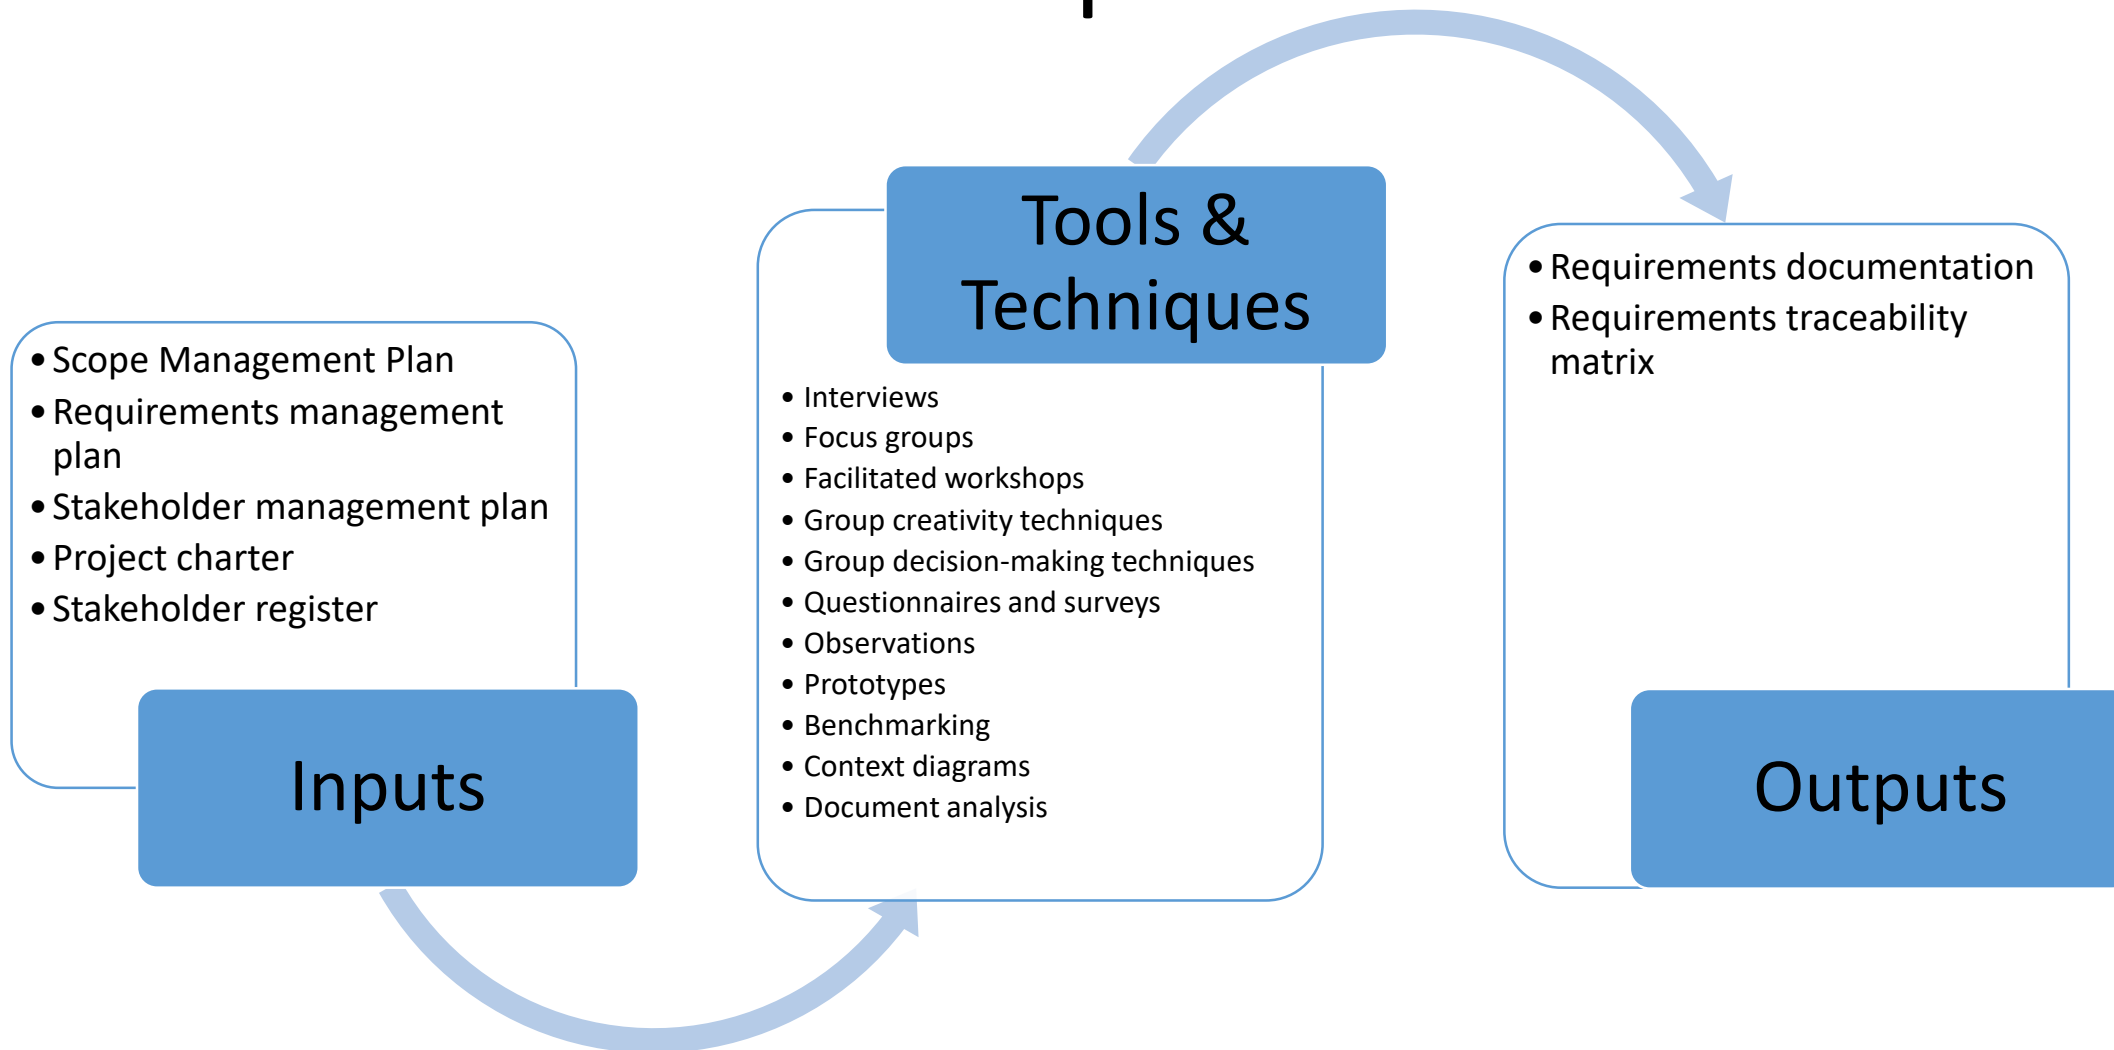 • Scope Management Plan
• Requirements management
plan
• Stakeholder management plan
• Project charter
• Stakeholder register
Inputs
Tools &
Techniques
• Interviews
• Focus groups
• Facilitated workshops
• Group creativity techniques
• Group decision-making techniques
• Questionnaires and surveys
• Observations
• Prototypes
• Benchmarking
• Context diagrams
• Document analysis
• Requirements documentation
• Requirements traceability
matrix
Outputs